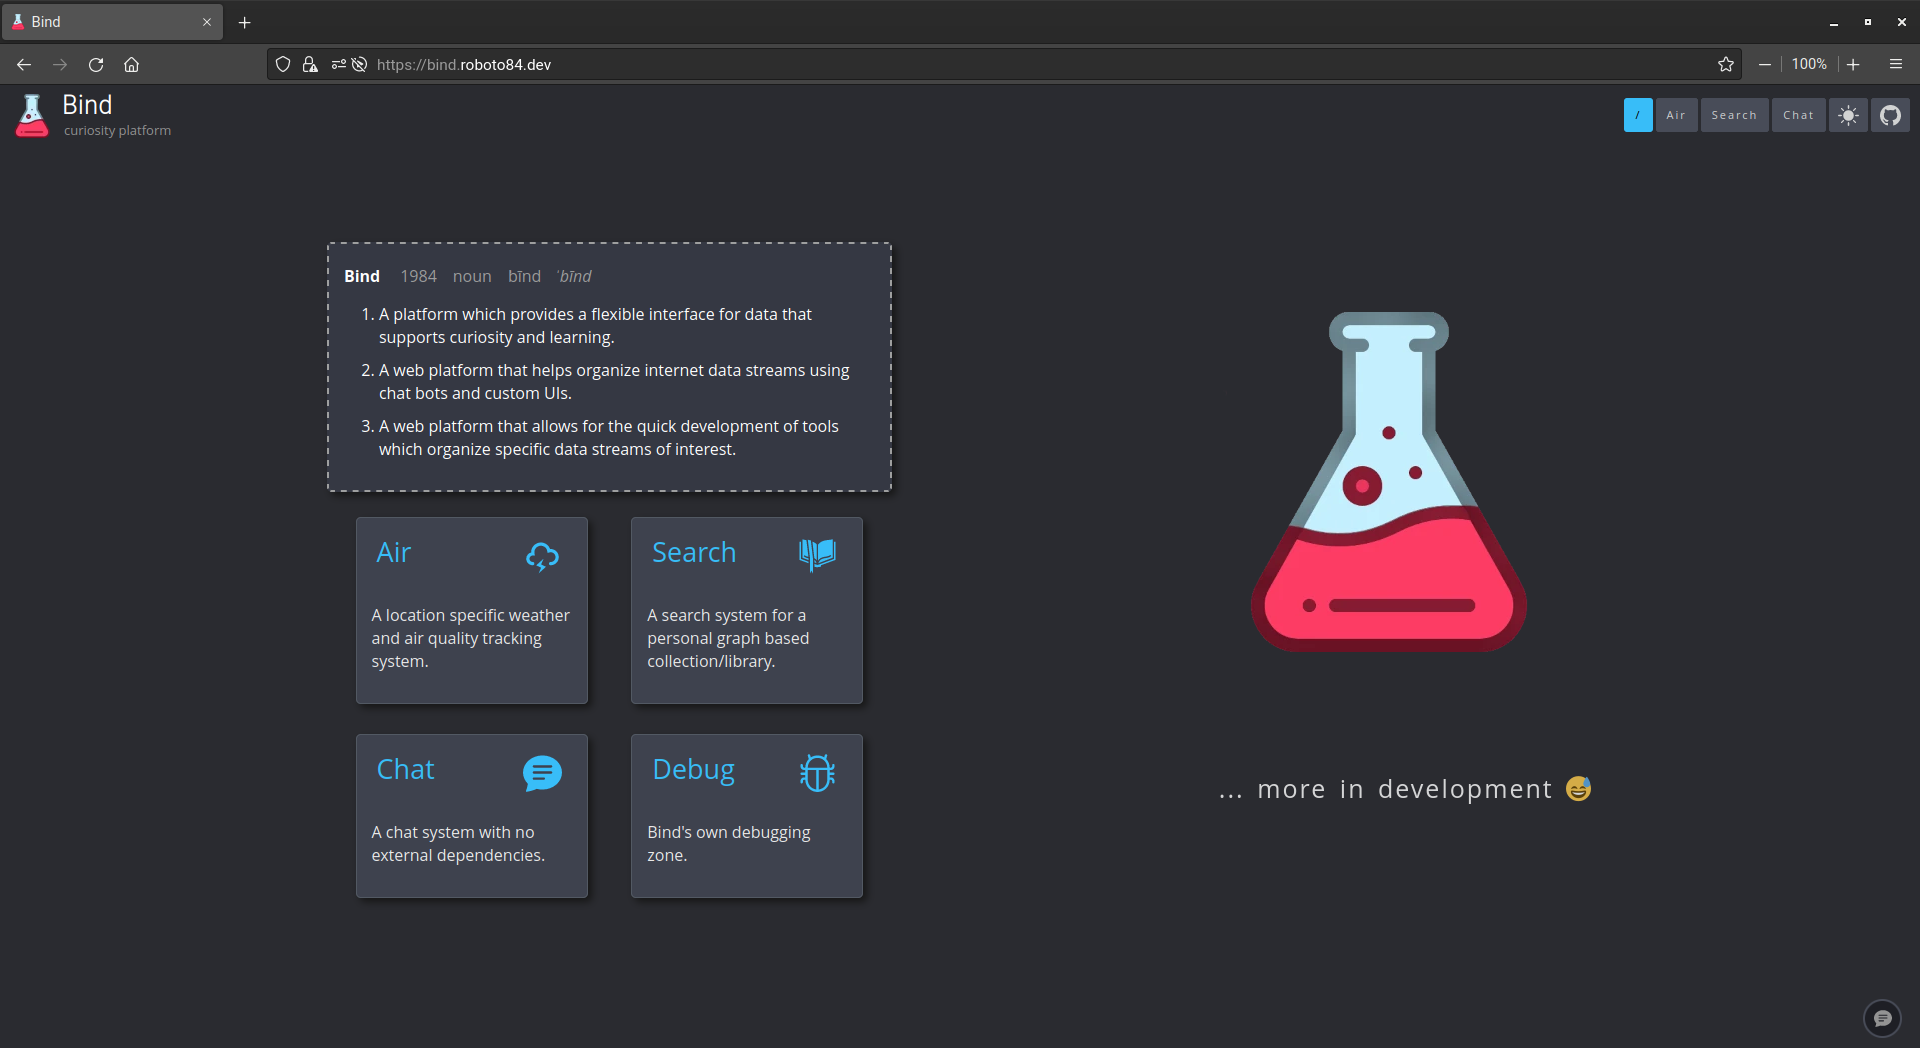 Bind
https://bind.roboto84.dev
100%
Bind
curiosity platform
/
Air
Search
Chat
Bind 1984 noun bīnd ˈbīnd
1. A platform which provides a flexible interface for data that
supports curiosity and learning.
2. A web platform that helps organize internet data streams using
chat bots and custom UIs.
3. A web platform that allows for the quick development of tools
which organize specific data streams of interest.
Air
A location specific weather
and air quality tracking
system.
Search
A search system for a
personal graph based
collection/library.
Chat
A chat system with no
external dependencies.
Debug
Bind's own debugging
zone.
... more in development 😅